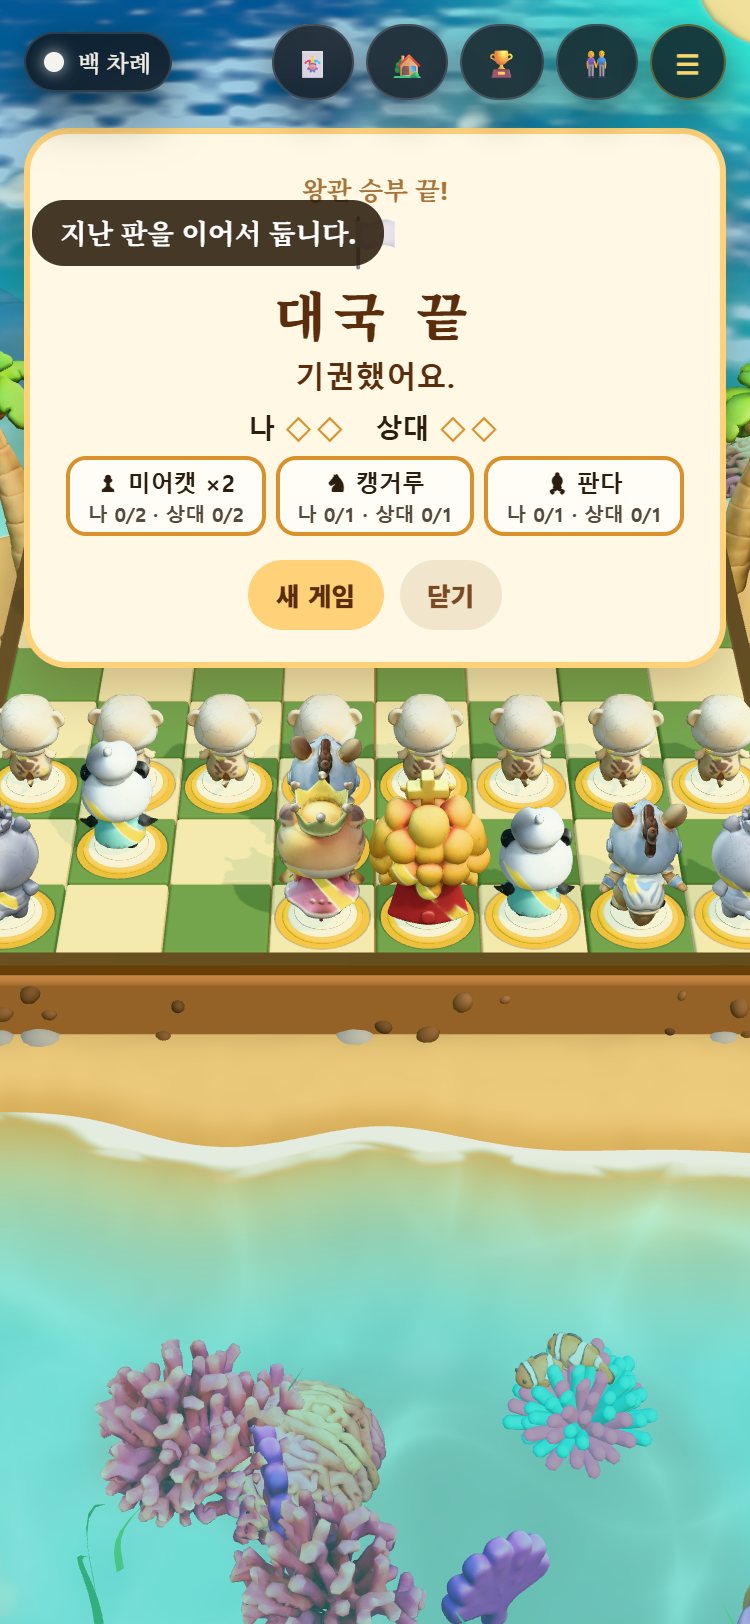 백 차례
왕관 승부 끝!
지난 판을 이어서 둡니다.
대국 끝
기권했어요.
나 ◇◇ 상대 ◇◇
♟ 미어캣 ×2
나 0/2 · 상대 0/2
♞ 캥거루
나 0/1 · 상대 0/1
♝ 판다
나 0/1 · 상대 0/1
새 게임
닫기